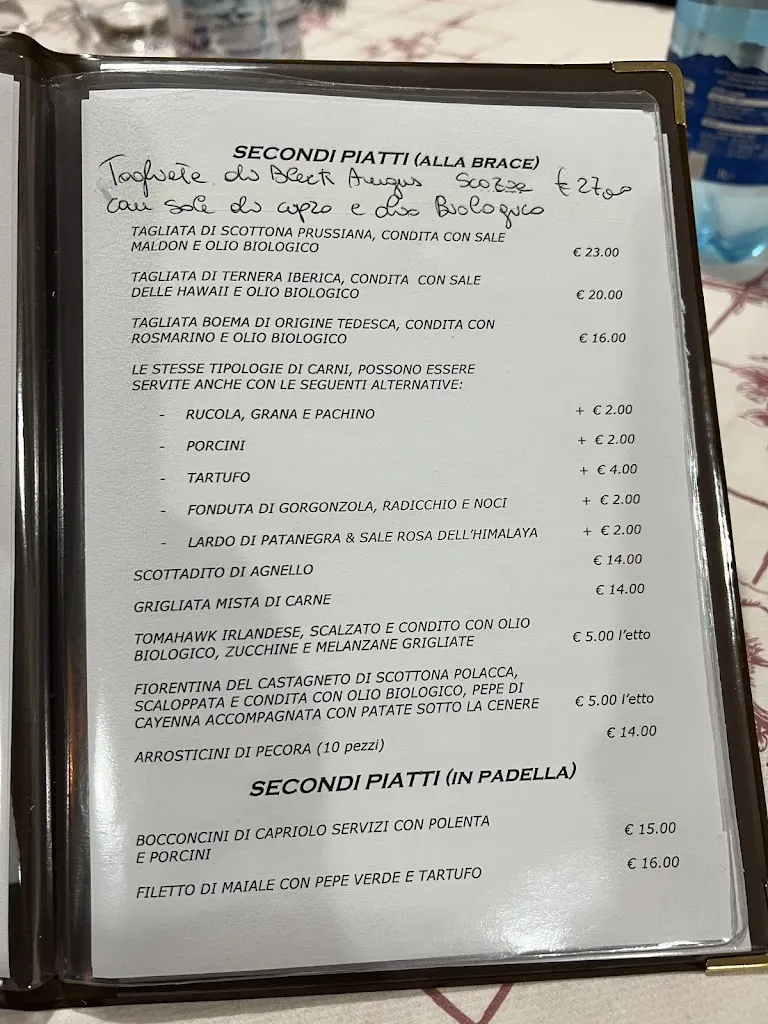 SECONDI PIATTI (ALLA BRACE)
Tagliata di Black Angus Scozze € 27,00
con sale di cipro e olio Biologico
TAGLIATA DI SCOTTONA PRUSSIANA, CONDITA CON SALE
MALDON E OLIO BIOLOGICO € 23.00
TAGLIATA DI TERNERA IBERICA, CONDITA CON SALE
DELLE HAWAII E OLIO BIOLOGICO € 20.00
TAGLIATA BOEMA DI ORIGINE TEDESCA, CONDITA CON
ROSMARINO E OLIO BIOLOGICO € 16.00
LE STESSE TIPOLOGIE DI CARNI, POSSONO ESSERE
SERVITE ANCHE CON LE SEGUENTI ALTERNATIVE:
- RUCOLA, GRANA E PACHINO + € 2.00
- PORCINI + € 2.00
- TARTUFO + € 4.00
- FONDUTA DI GORGONZOLA, RADICCHIO E NOCI + € 2.00
- LARDO DI PATANEGRA & SALE ROSA DELL'HIMALAYA + € 2.00
SCOTTADITO DI AGNELLO € 14.00
GRIGLIATA MISTA DI CARNE € 14.00
TOMAHAWK IRLANDESE, SCALZATO E CONDITO CON OLIO
BIOLOGICO, ZUCCHINE E MELANZANE GRIGLIATE € 5.00 l'etto
FIORENTINA DEL CASTAGNETO DI SCOTTONA POLACCA,
SCALOPPATA E CONDITA CON OLIO BIOLOGICO, PEPE DI
CAYENNA ACCOMPAGNATA CON PATATE SOTTO LA CENERE € 5.00 l'etto
ARROSTICINI DI PECORA (10 pezzi) € 14.00
SECONDI PIATTI (IN PADELLA)
BOCCONCINI DI CAPRIOLO SERVIZI CON POLENTA
E PORCINI € 15.00
FILETTO DI MAIALE CON PEPE VERDE E TARTUFO € 16.00